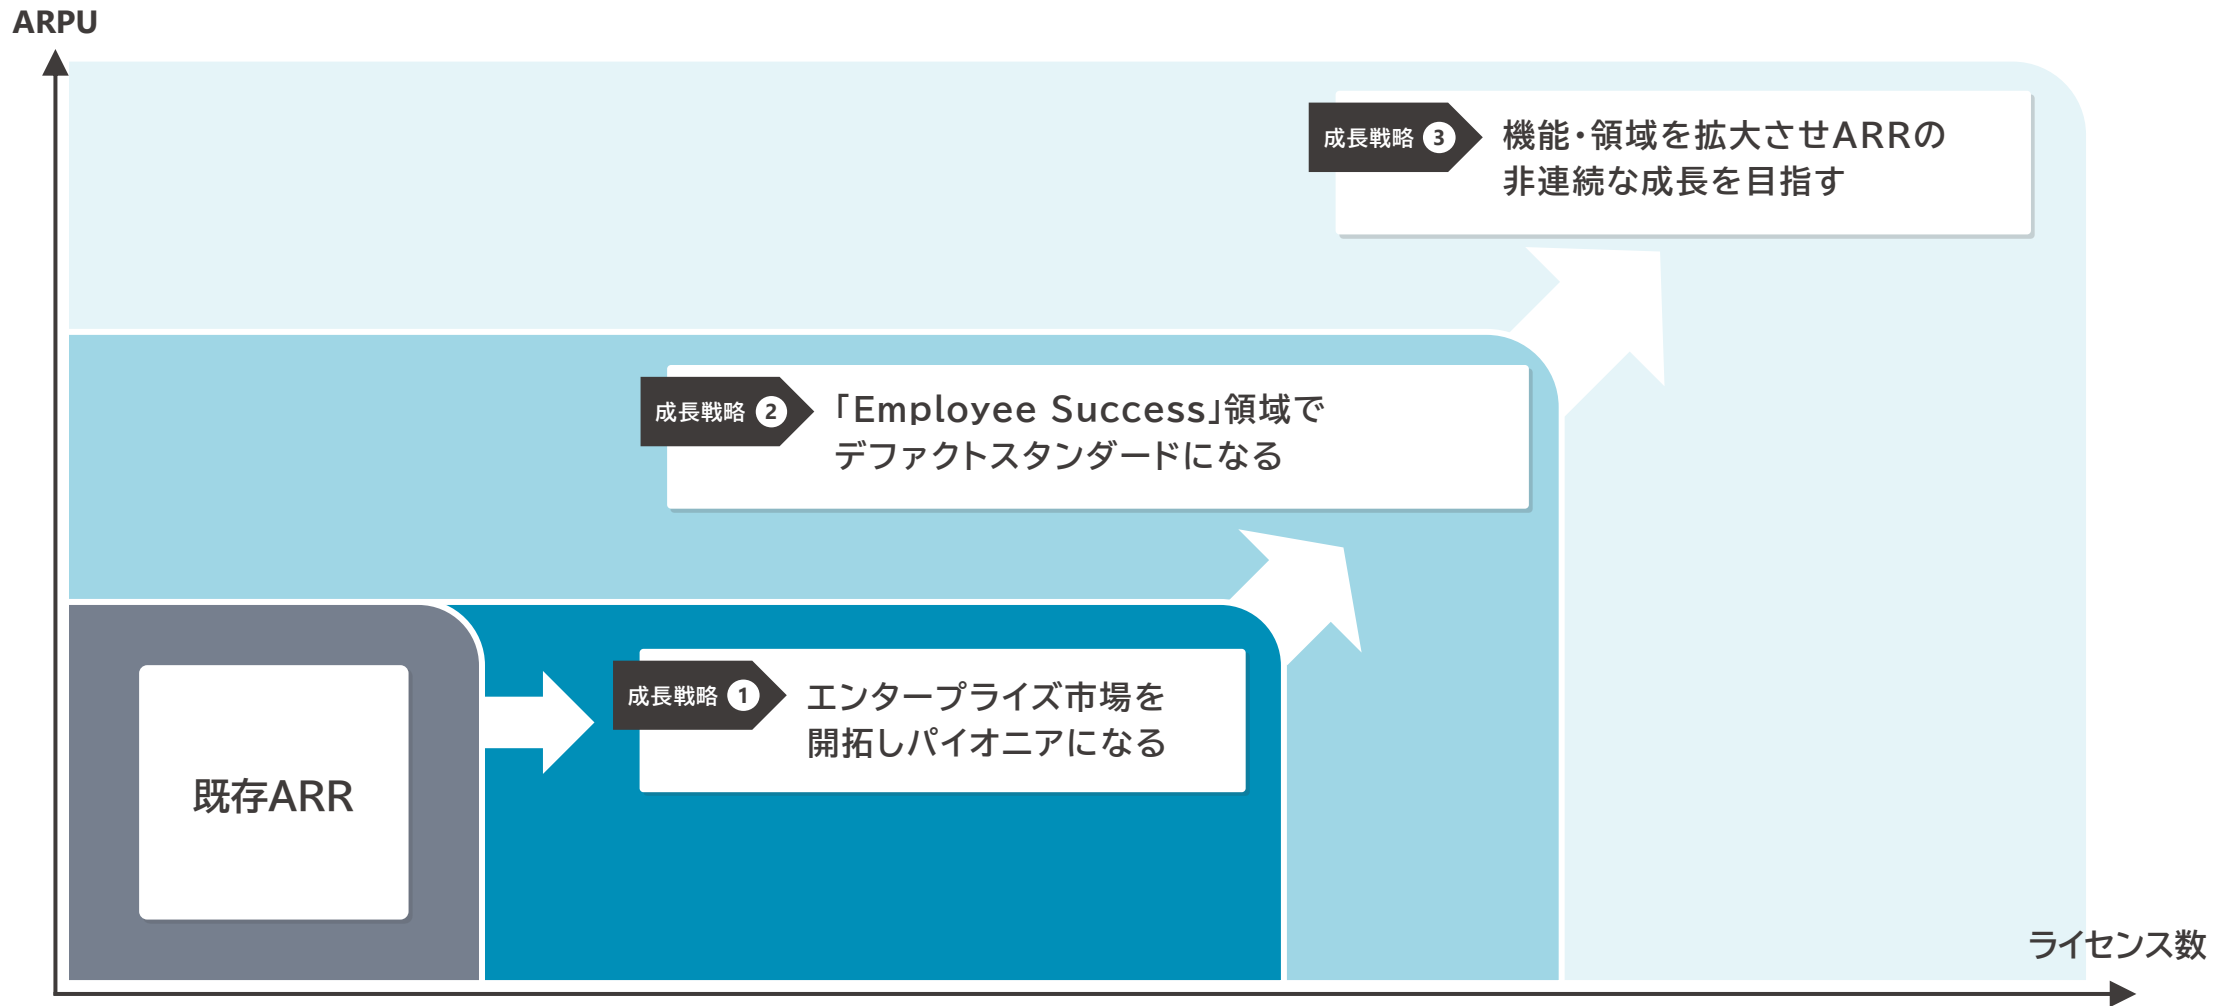 ARPU
成長戦略 3
機能・領域を拡大させARRの
非連続な成長を目指す
成長戦略 2
「Employee Success」領域で
デファクトスタンダードになる
成長戦略 1
エンタープライズ市場を
開拓しパイオニアになる
既存ARR
ライセンス数